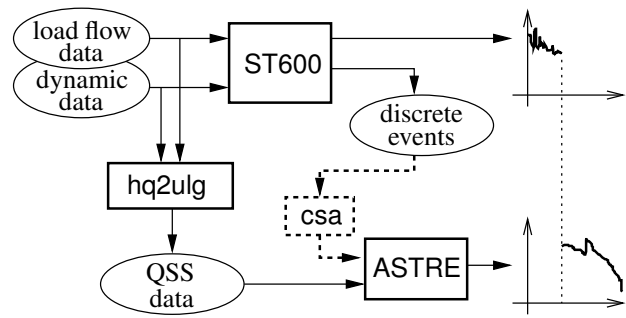 load flow
data
dynamic
data
ST600
discrete
events
hq2ulg
csa
QSS
data
ASTRE